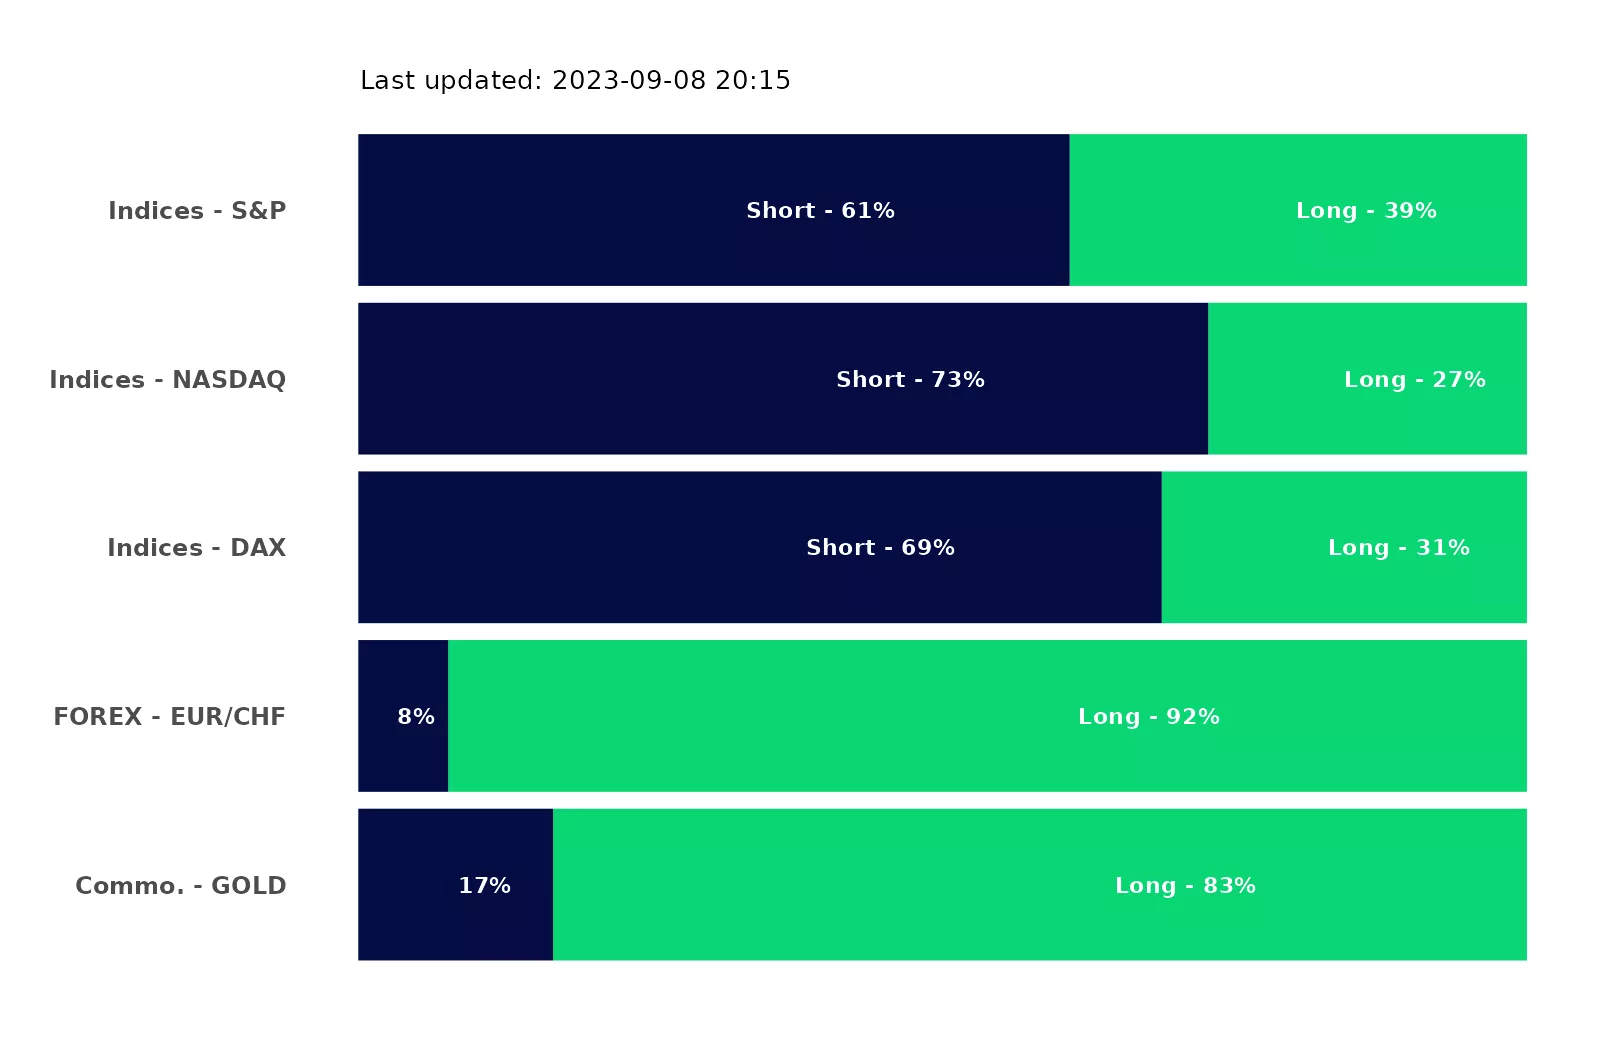 Last updated: 2023-09-08 20:15
Indices - S&P Short - 61% Long - 39%
Indices - NASDAQ Short - 73% Long - 27%
Indices - DAX Short - 69% Long - 31%
FOREX - EUR/CHF 8% Long - 92%
Commo. - GOLD 17% Long - 83%